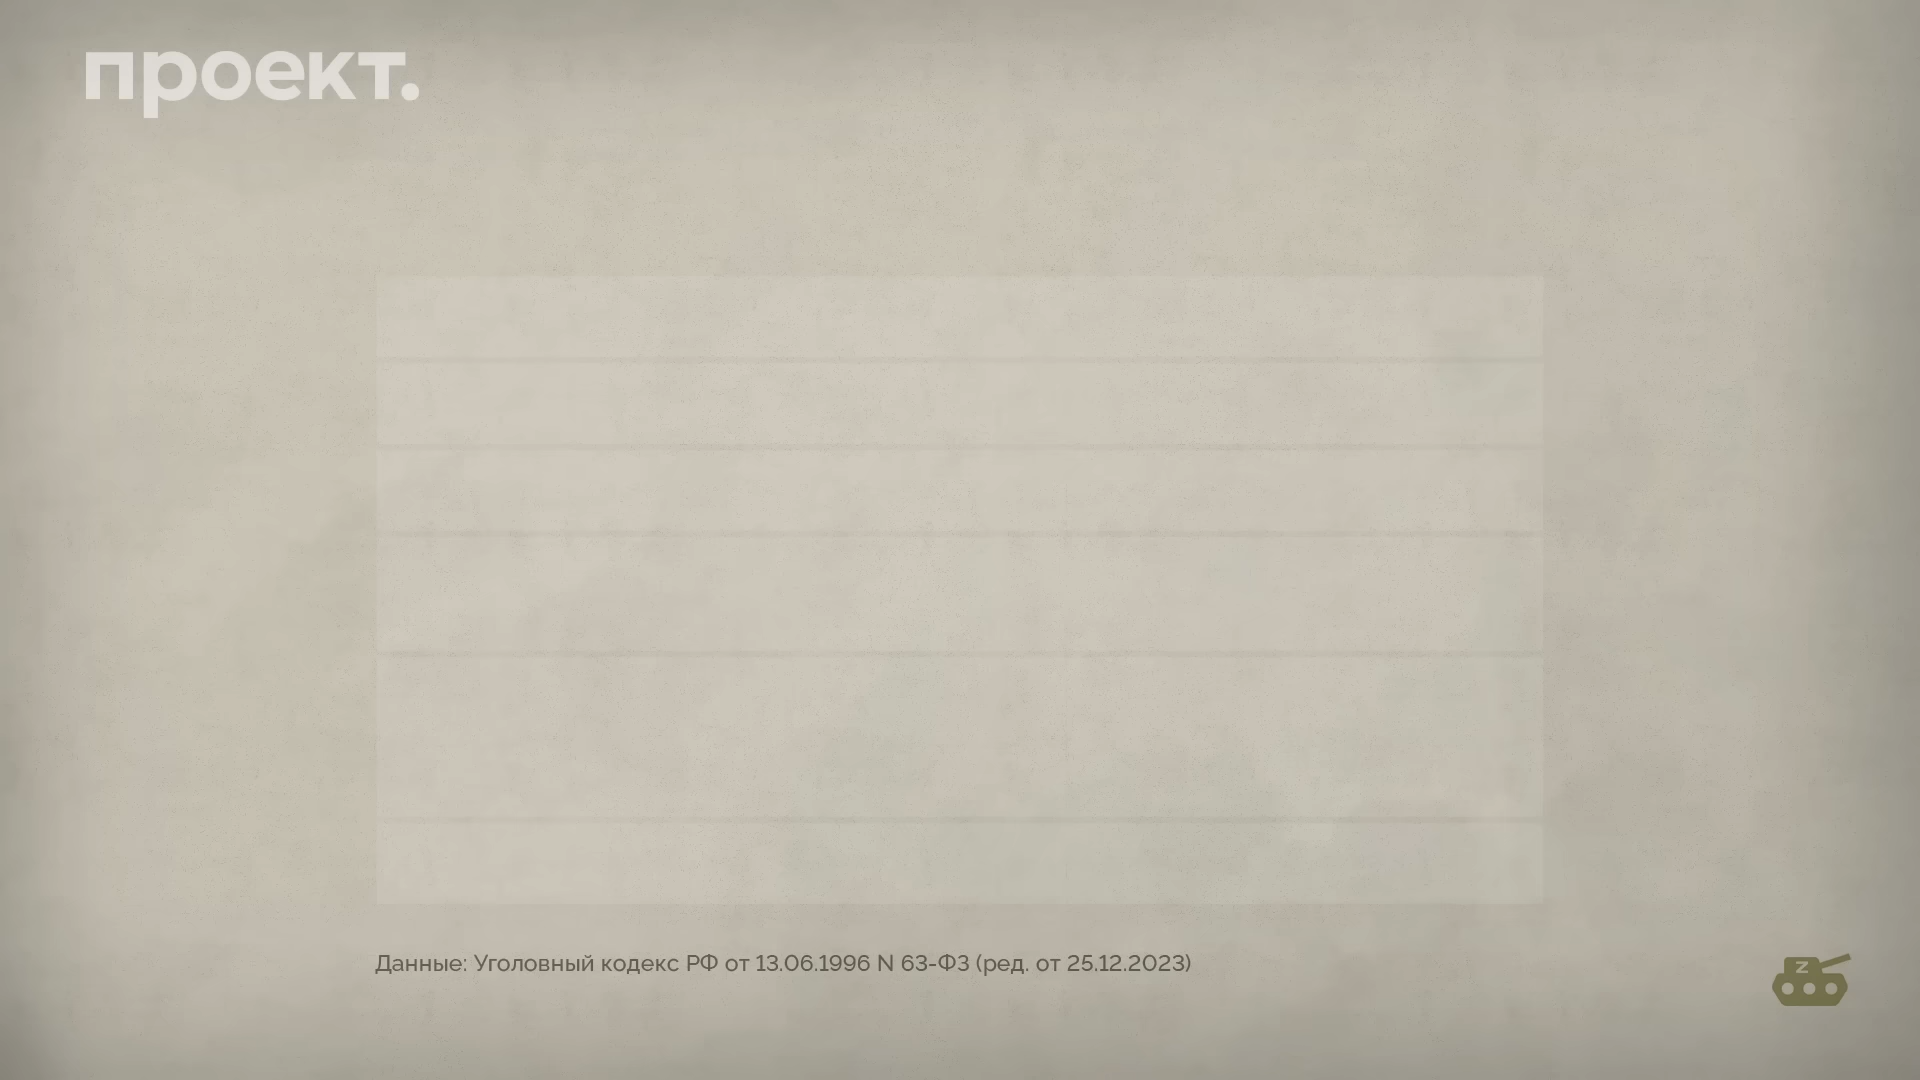 проект.
Данные: Уголовный кодекс РФ от 13.06.1996 N 63-ФЗ (ред. от 25.12.2023)
Z